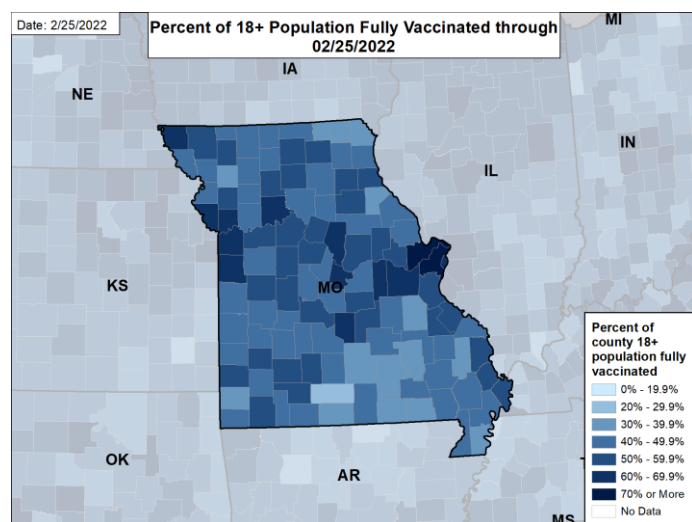 Date: 2/25/2022
Percent of 18+ Population Fully Vaccinated through
02/25/2022
MI
IA
NE
IN
IL
KS
MO
Percent of
county 18+
population fully
vaccinated
0% - 19.9%
20% - 29.9%
30% - 39.9%
40% - 49.9%
50% - 59.9%
60% - 69.9%
70% or More
No Data
OK
AR
MS